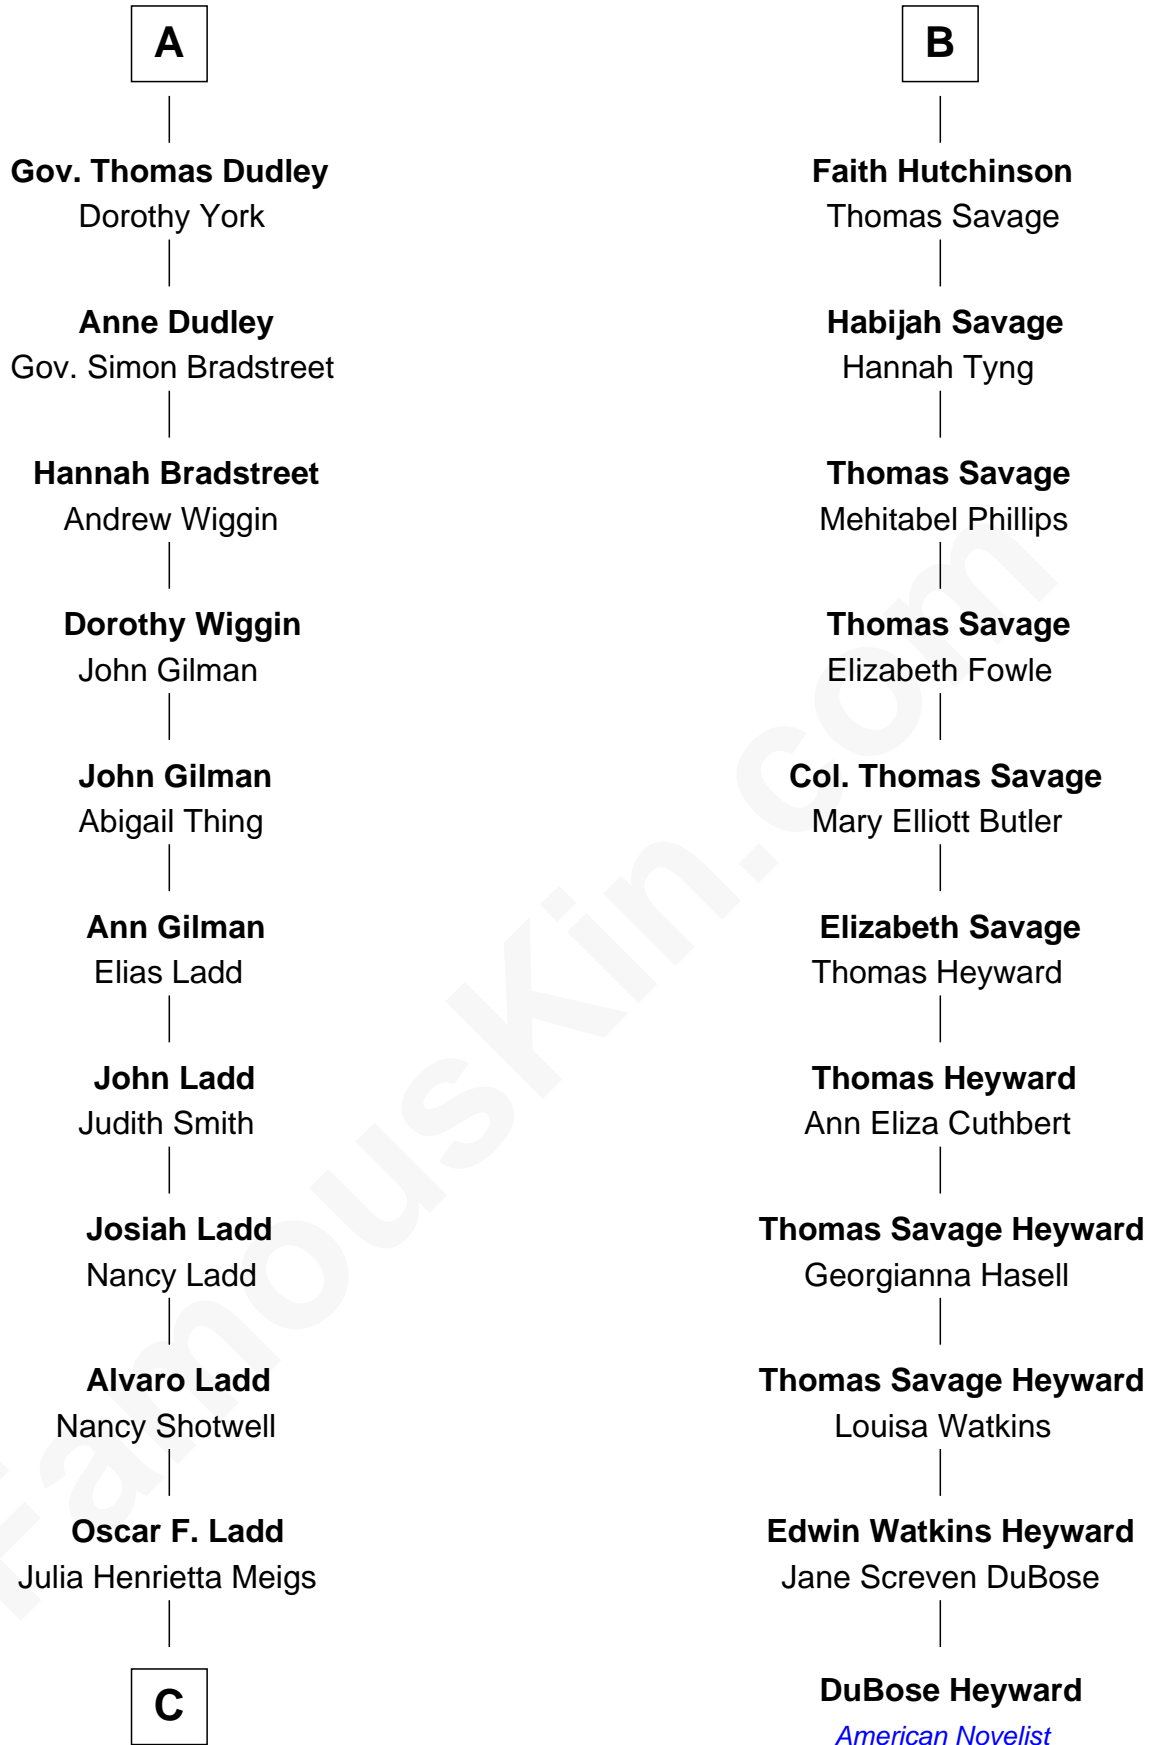 A
Gov. Thomas Dudley
Dorothy York
Anne Dudley
Gov. Simon Bradstreet
Hannah Bradstreet
Andrew Wiggin
Dorothy Wiggin
John Gilman
John Gilman
Abigail Thing
Ann Gilman
Elias Ladd
John Ladd
Judith Smith
Josiah Ladd
Nancy Ladd
Alvaro Ladd
Nancy Shotwell
Oscar F. Ladd
Julia Henrietta Meigs
C
B
Faith Hutchinson
Thomas Savage
Habijah Savage
Hannah Tyng
Thomas Savage
Mehitabel Phillips
Thomas Savage
Elizabeth Fowle
Col. Thomas Savage
Mary Elliott Butler
Elizabeth Savage
Thomas Heyward
Thomas Heyward
Ann Eliza Cuthbert
Thomas Savage Heyward
Georgianna Hasell
Thomas Savage Heyward
Louisa Watkins
Edwin Watkins Heyward
Jane Screven DuBose
DuBose Heyward
American Novelist
FamousKin.com